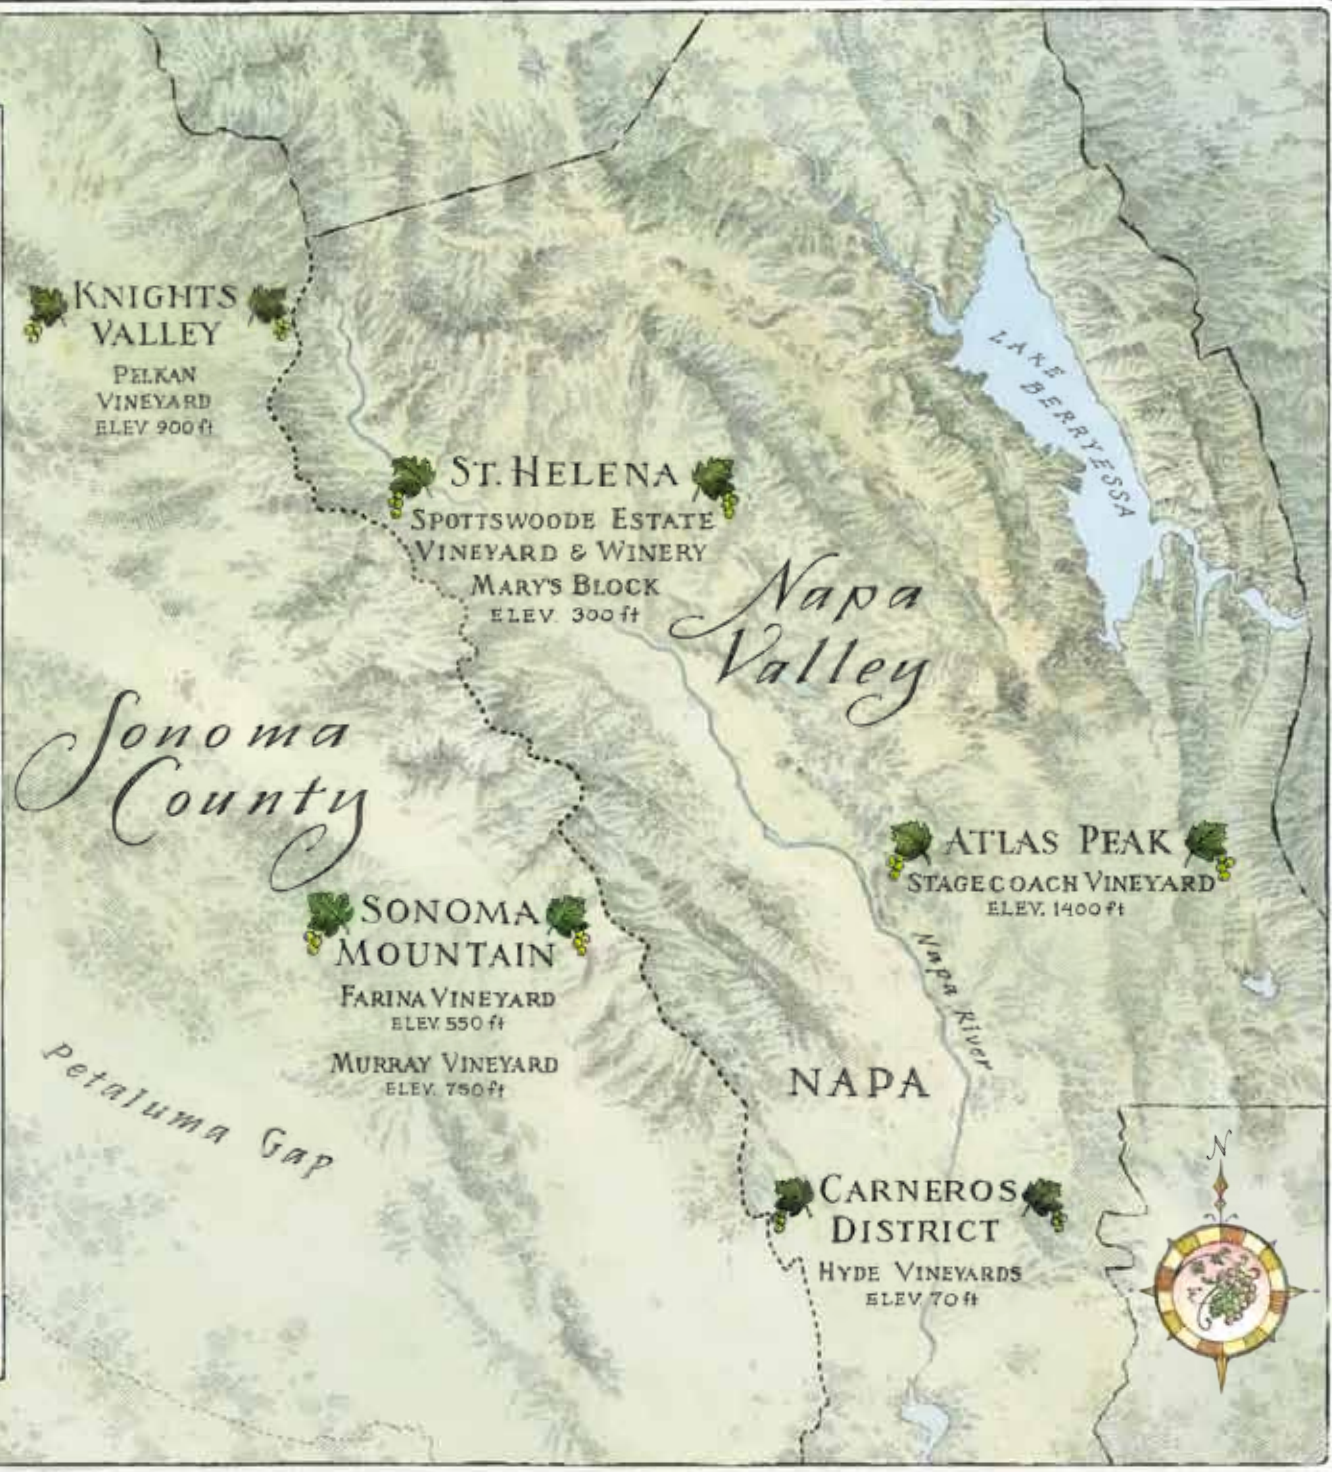 KNIGHTS
VALLEY
PELKAN
VINEYARD
ELEV 900 ft
LAKE
BERRYESSA
ST. HELENA
SPOTTSWOODE ESTATE
VINEYARD & WINERY
MARY'S BLOCK
ELEV. 300 ft
Napa
Valley
Sonoma
County
ATLAS PEAK
STAGECOACH VINEYARD
ELEV. 1400 ft
SONOMA
MOUNTAIN
FARINA VINEYARD
ELEV. 550 ft
MURRAY VINEYARD
ELEV. 750 ft
Napa River
Petaluma Gap
NAPA
N
CARNEROS
DISTRICT
HYDE VINEYARDS
ELEV 70 ft